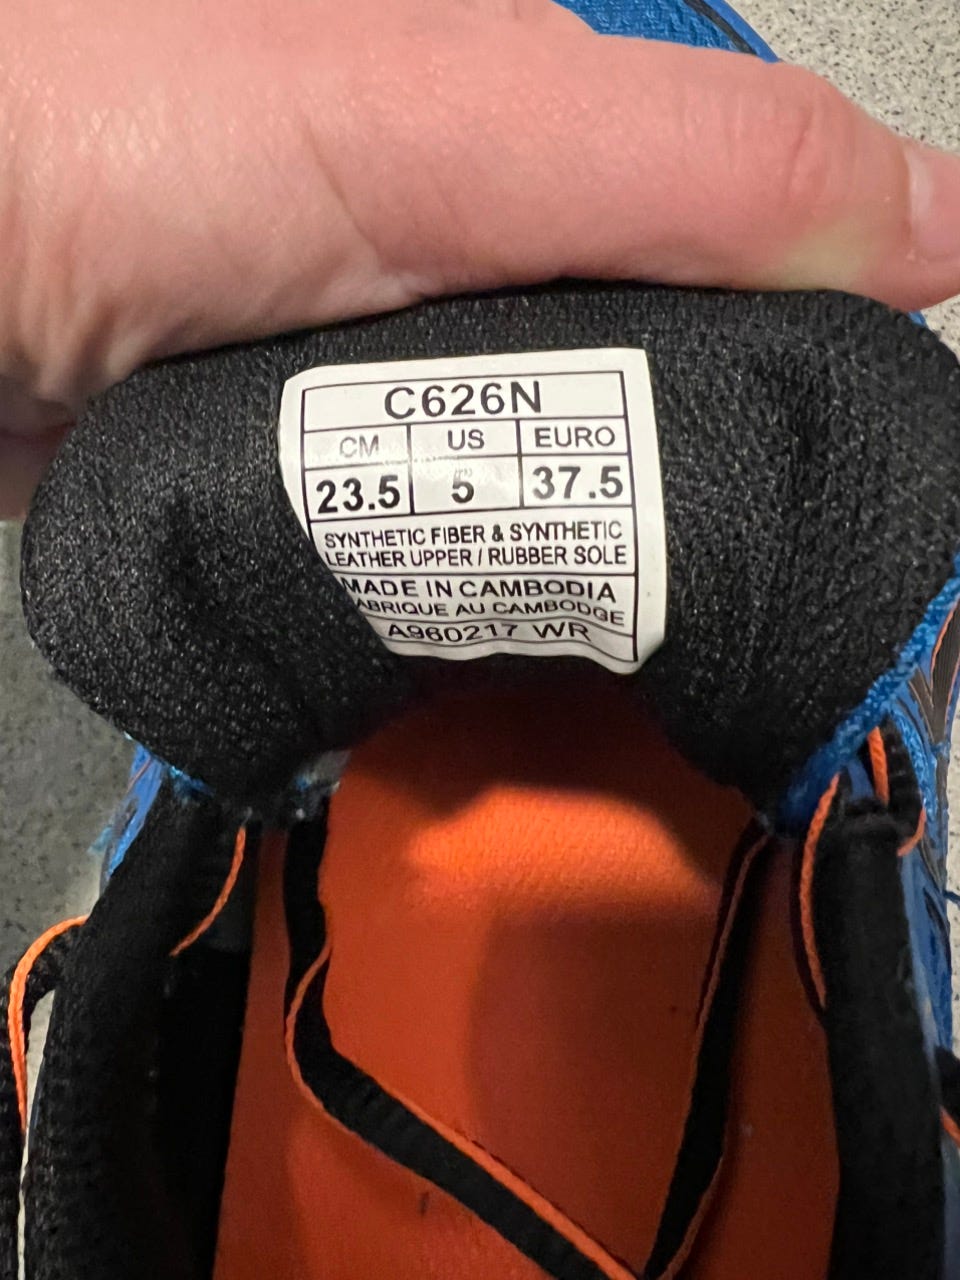 C626N
CM US EURO
23.5 5 37.5
SYNTHETIC FIBER & SYNTHETIC
LEATHER UPPER / RUBBER SOLE
MADE IN CAMBODIA
FABRIQUE AU CAMBODGE
A960217 WR